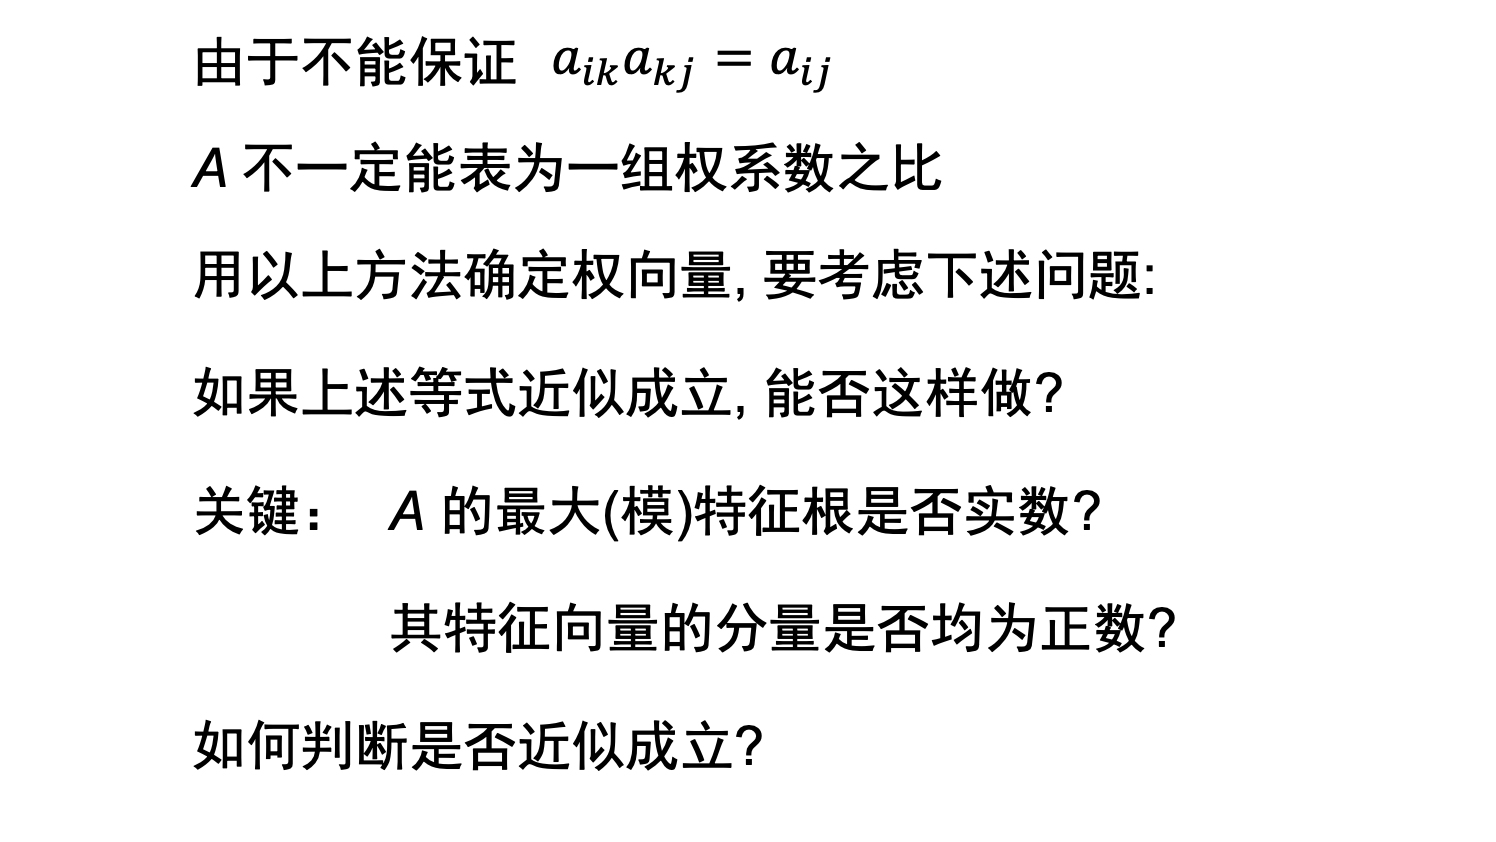 由于不能保证 $a_{ik}a_{kj} = a_{ij}$
A 不一定能表为一组权系数之比
用以上方法确定权向量, 要考虑下述问题:
如果上述等式近似成立, 能否这样做?
关键： A 的最大(模)特征根是否实数?
其特征向量的分量是否均为正数?
如何判断是否近似成立?